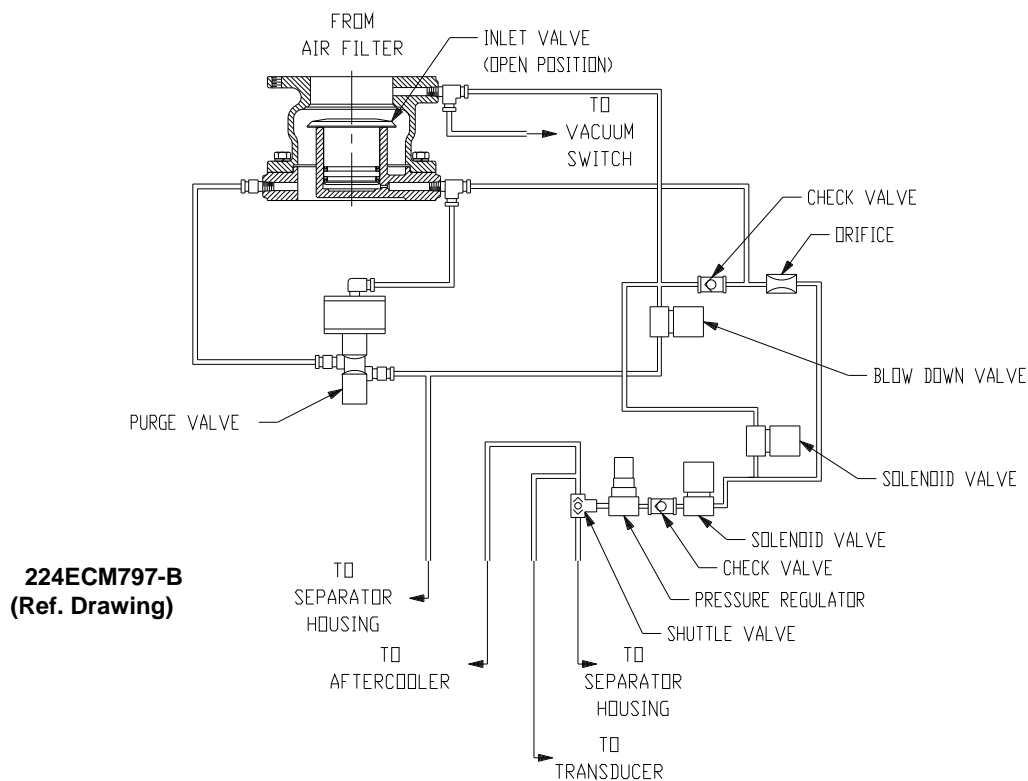 FROM
AIR FILTER
INLET VALVE
(OPEN POSITION)
TO
VACUUM
SWITCH
CHECK VALVE
ORIFICE
BLOW DOWN VALVE
PURGE VALVE
SOLENOID VALVE
SOLENOID VALVE
CHECK VALVE
PRESSURE REGULATOR
SHUTTLE VALVE
224ECM797-B
(Ref. Drawing)
TO
SEPARATOR
HOUSING
TO
AFTERCOOLER
TO
SEPARATOR
HOUSING
TO
TRANSDUCER